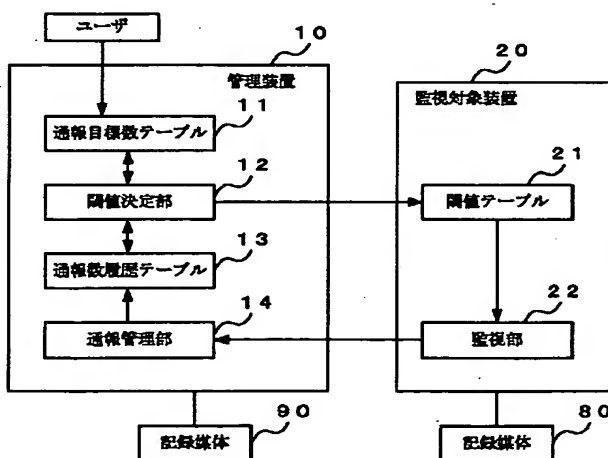 ユーザ
10
管理装置
通報目標数テーブル
11
閾値決定部
12
通報数履歴テーブル
13
通報管理部
14
記録媒体
90
20
監視対象装置
閾値テーブル
21
監視部
22
記録媒体
80